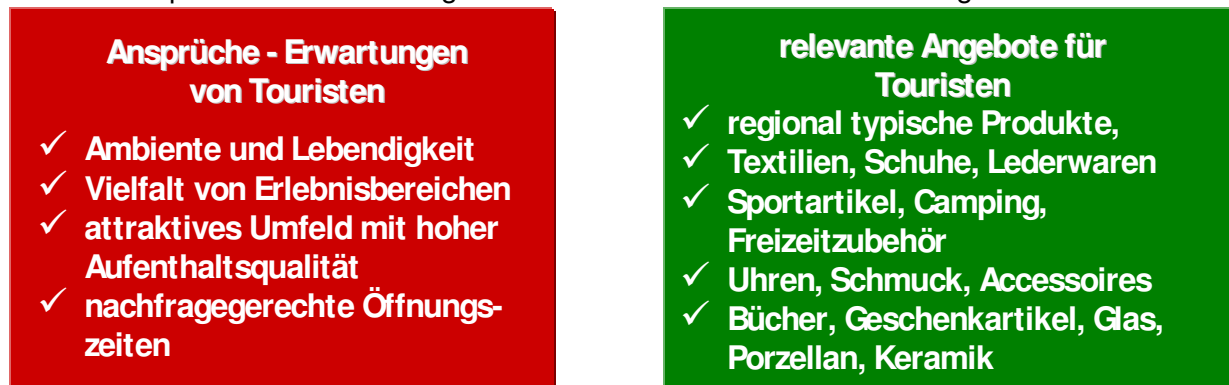 Ansprüche - Erwartungen
von Touristen
✓ Ambiente und Lebendigkeit
✓ Vielfalt von Erlebnisbereichen
✓ attraktives Umfeld mit hoher
Aufenthaltsqualität
✓ nachfragegerechte Öffnungs-
zeiten
relevante Angebote für
Touristen
✓ regional typische Produkte,
✓ Textilien, Schuhe, Lederwaren
✓ Sportartikel, Camping,
Freizeitzubehör
✓ Uhren, Schmuck, Accessoires
✓ Bücher, Geschenkartikel, Glas,
Porzellan, Keramik